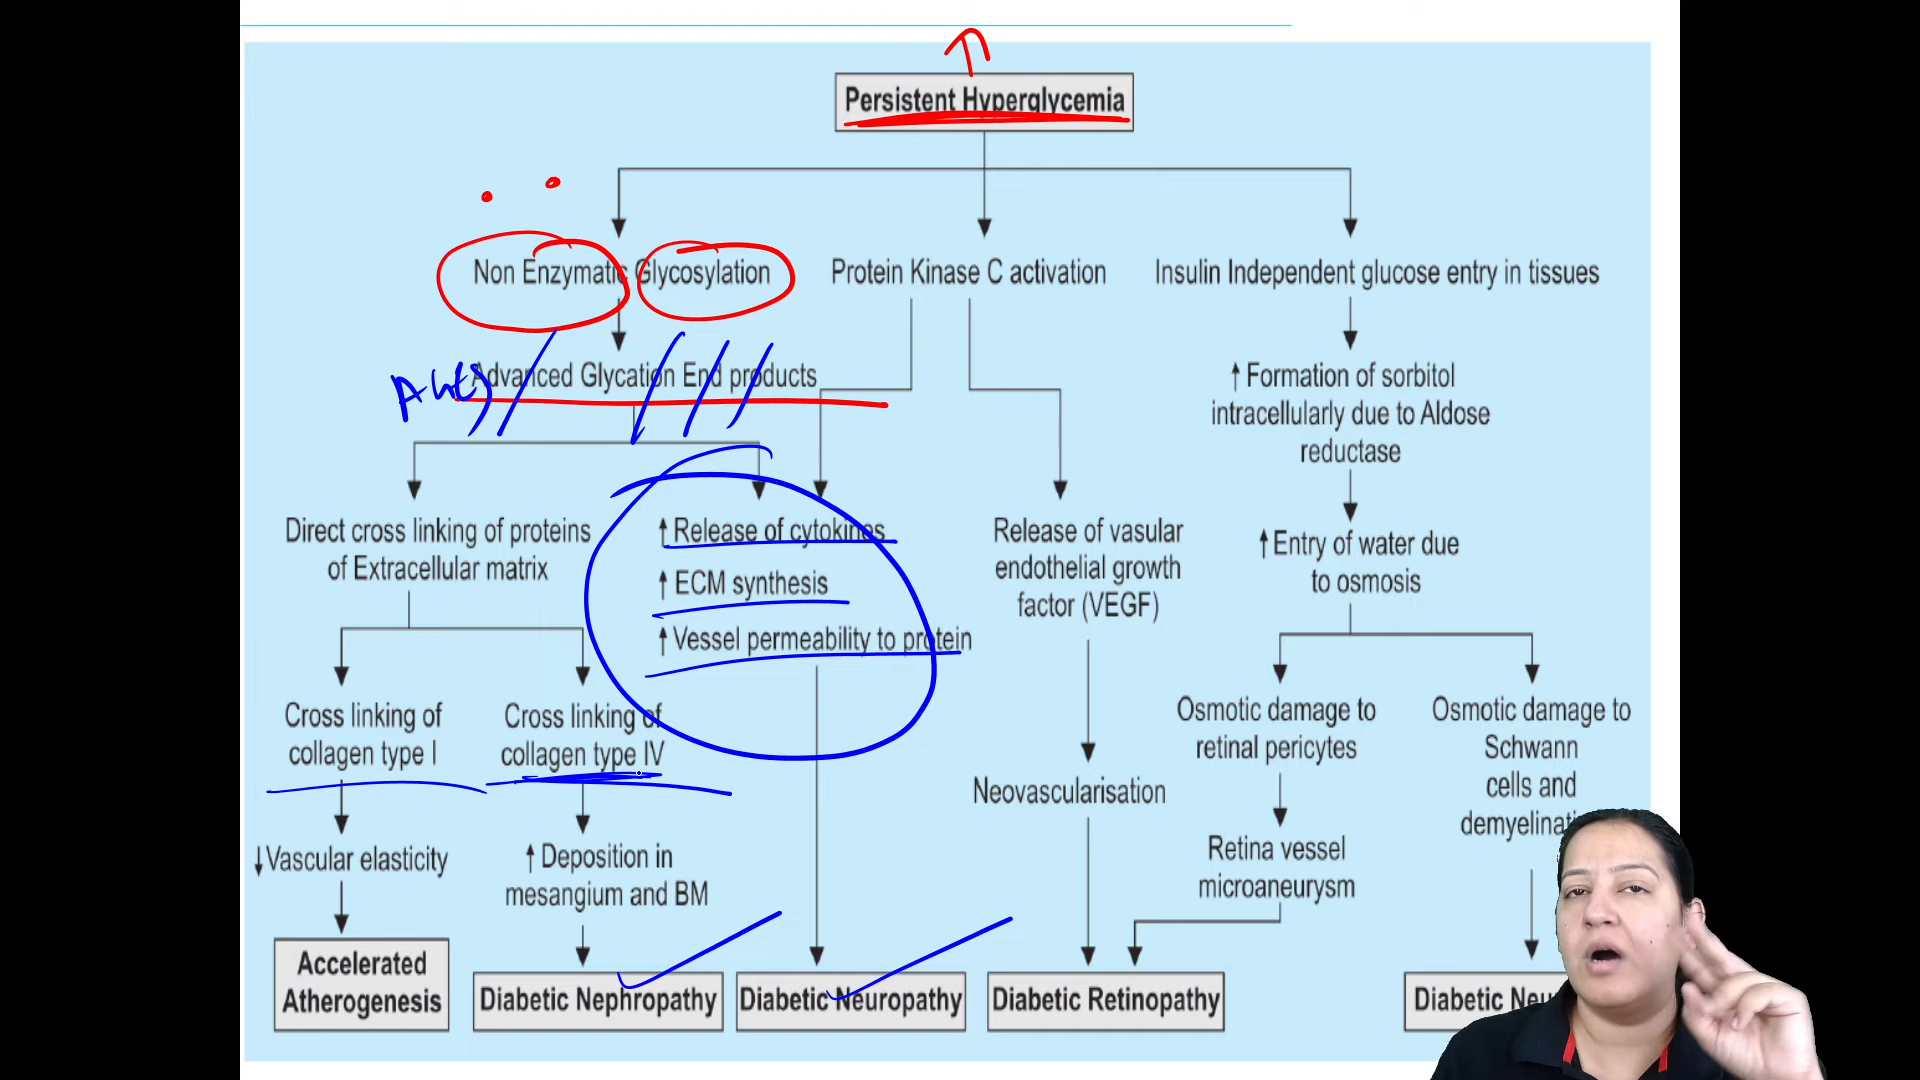 Persistent Hyperglycemia
Non Enzymatic Glycosylation
Protein Kinase C activation
Insulin Independent glucose entry in tissues
Advanced Glycation End products
↑ Formation of sorbitol
intracellularly due to Aldose
reductase
Direct cross linking of proteins
of Extracellular matrix
↑ Release of cytokines
↑ ECM synthesis
↑ Vessel permeability to protein
Release of vasular
endothelial growth
factor (VEGF)
↑ Entry of water due
to osmosis
Cross linking of
collagen type I
Cross linking of
collagen type IV
Osmotic damage to
retinal pericytes
Osmotic damage to
Schwann
cells and
Neovascularisation
↓ Vascular elasticity
↑ Deposition in
mesangium and BM
Retina vessel
microaneurysm
Accelerated
Atherogenesis
Diabetic Nephropathy
Diabetic Neuropathy
Diabetic Retinopathy
Diabetic